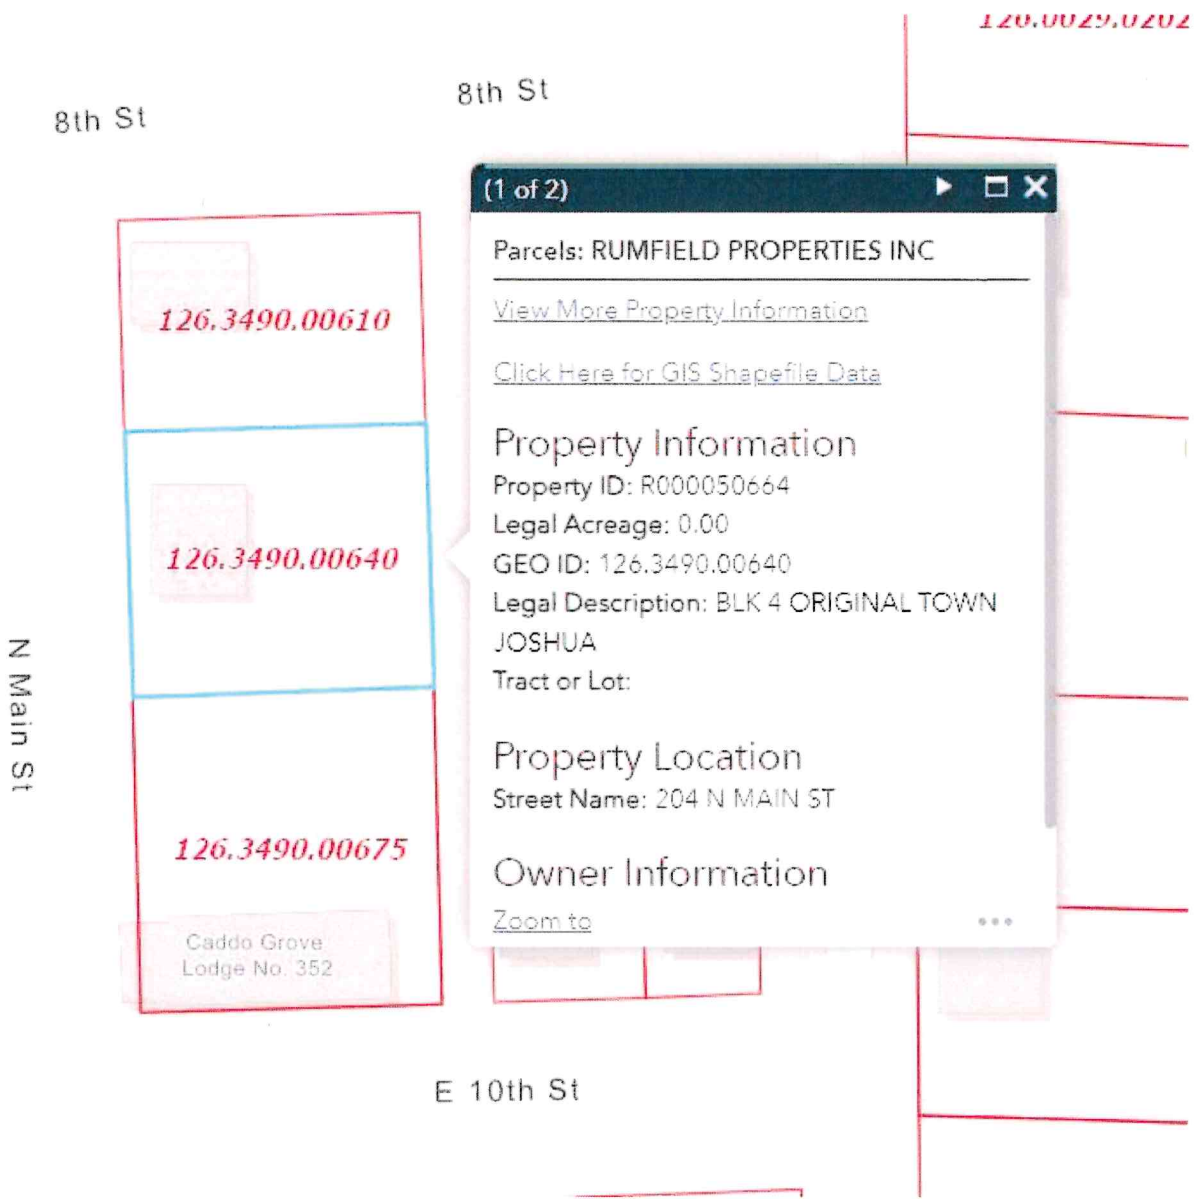 126.0029.0202
8th St
8th St
(1 of 2)
Parcels: RUMFIELD PROPERTIES INC
View More Property Information
Click Here for GIS Shapefile Data
Property Information
Property ID: R000050664
Legal Acreage: 0.00
GEO ID: 126.3490.00640
Legal Description: BLK 4 ORIGINAL TOWN
JOSHUA
Tract or Lot:
Property Location
Street Name: 204 N MAIN ST
Owner Information
Zoom to
126.3490.00610
126.3490.00640
126.3490.00675
Caddo Grove
Lodge No. 352
N Main St
E 10th St